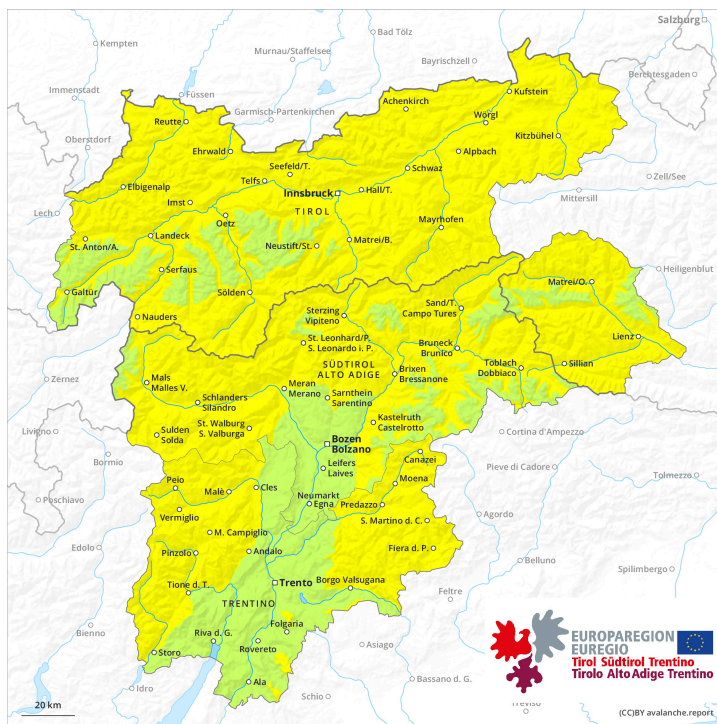 Salzburg
Kempten
Bad Tölz
Murnau/Staffelsee
Bayrischzell
Berchtesgaden
Immenstadt
Füssen
Garmisch-Partenkirchen
Achenkirch
Kufstein
Reutte
Wörgl
Oberstdorf
Ehrwald
Kitzbühel
Alpbach
Seefeld/T.
Schwaz
Zell/See
Elbigenalp
Telfs
Innsbruck
Hall/T.
Mittersill
Lech
Imst
TIROL
Oetz
Mayrhofen
St. Anton/A.
Landeck
Neustift/St.
Matrei/B.
Serfaus
Heiligenblut
Galtür
Sölden
Matrei/O.
Nauders
Sterzing
Vipiteno
Sand/T.
Campo Tures
Lienz
St. Leonhard/P.
S. Leonardo i. P.
Bruneck
Brunico
Toblach
Dobbiaco
Sillian
SÜDTIROL
ALTO ADIGE
Brixen
Bressanone
Zernez
Mals
Malles V.
Meran
Merano
Sarnthein
Sarentino
Schlanders
Silandro
Kastelruth
Castelrotto
Livigno
St. Walburg
S. Valburga
Sulden
Solda
Bozen
Bolzano
Cortina d'Ampezzo
Bormio
Canazei
Pieve di Cadore
Leifers
Laives
Tolmezzo
Peio
Malè
Cles
Moena
Poschiavo
Neumarkt
Egna
Predazzo
Vermiglio
Agordo
S. Martino d. C.
M. Campiglio
Edolo
Pinzolo
Andalo
Fiera d. P.
Belluno
Spilimbergo
Tione d. T.
Trento
Borgo Valsugana
Feltre
TRENTINO
Bienno
Riva d. G.
Folgaria
Rovereto
Asiago
Storo
Idro
Ala
Schio
Bassano d. G.
Treviso
EUROPAREGION
EUREGIO
Tirol Südtirol Trentino
Tirolo Alto Adige Trentino
20 km
(CC)BY avalanche.report